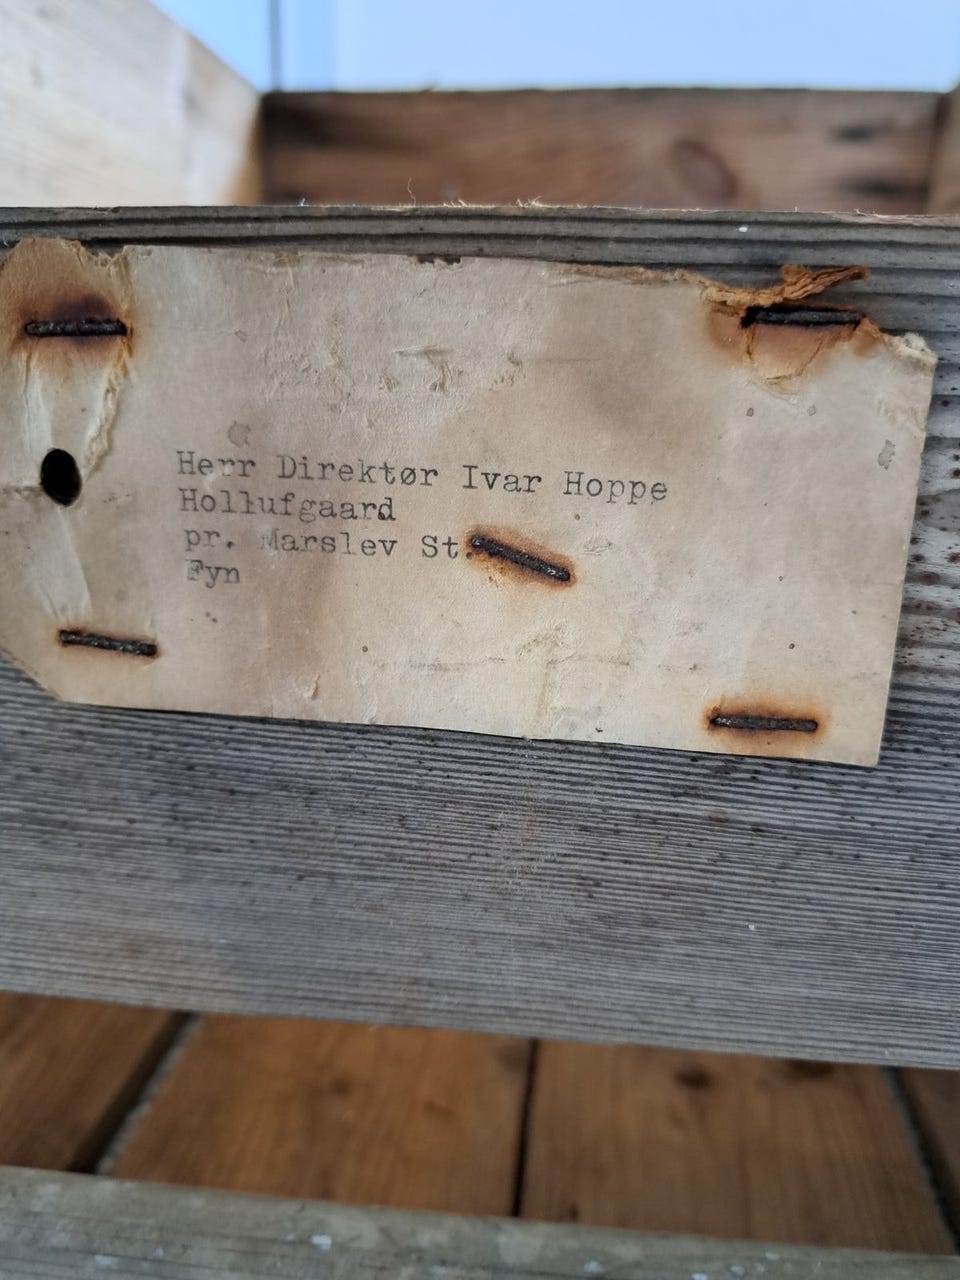 Herr Direktør Ivar Hoppe
Hollufgaard
pr. Marslev St.
Fyn